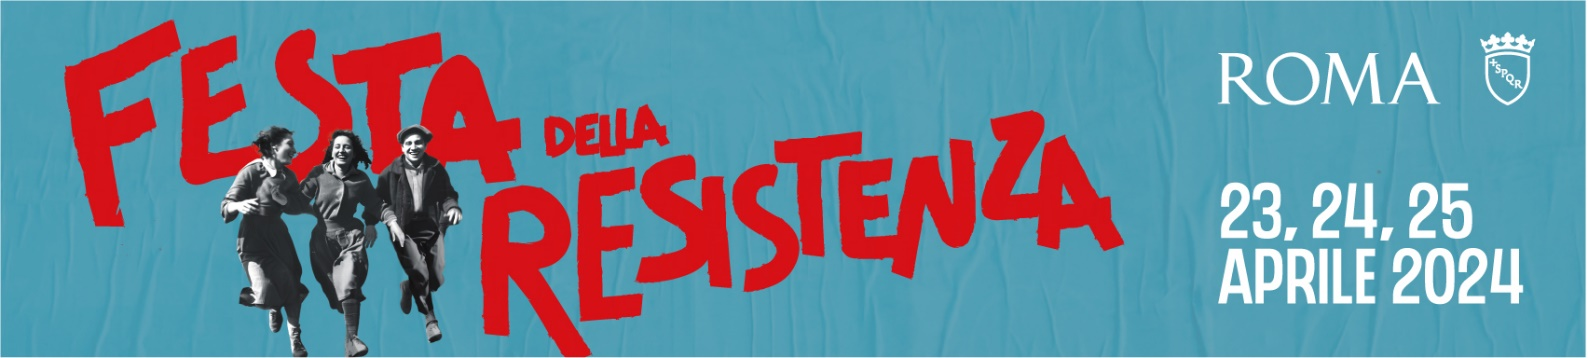 FESTA
DELLA
RESISTENZA
ROMA
SPQR
23, 24, 25
APRILE 2024